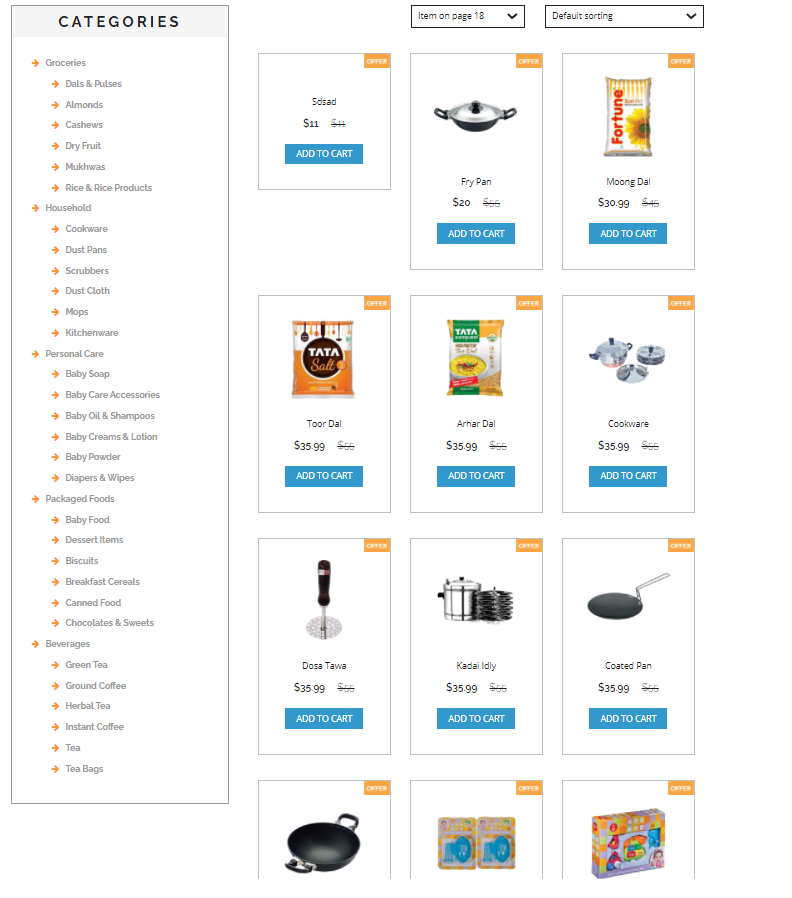 CATEGORIES
Groceries
Dals & Pulses
Almonds
Cashews
Dry Fruit
Mukhwas
Rice & Rice Products
Household
Cookware
Dust Pans
Scrubbers
Dust Cloth
Mops
Kitchenware
Personal Care
Baby Soap
Baby Care Accessories
Baby Oil & Shampoos
Baby Creams & Lotion
Baby Powder
Diapers & Wipes
Packaged Foods
Baby Food
Dessert Items
Biscuits
Breakfast Cereals
Canned Food
Chocolates & Sweets
Beverages
Green Tea
Ground Coffee
Herbal Tea
Instant Coffee
Tea
Tea Bags
Item on page 18
Default sorting
OFFER
Sdsad
$11 $11
ADD TO CART
OFFER
Fry Pan
$20 $55
ADD TO CART
OFFER
Fortune
Moong Dal
$30.99 $45
ADD TO CART
OFFER
TATA
Salt
Toor Dal
$35.99 $55
ADD TO CART
OFFER
TATA
Arhar Dal
$35.99 $55
ADD TO CART
OFFER
Cookware
$35.99 $55
ADD TO CART
OFFER
Dosa Tawa
$35.99 $55
ADD TO CART
OFFER
Kadai Idly
$35.99 $55
ADD TO CART
OFFER
Coated Pan
$35.99 $55
ADD TO CART
OFFER
OFFER
OFFER